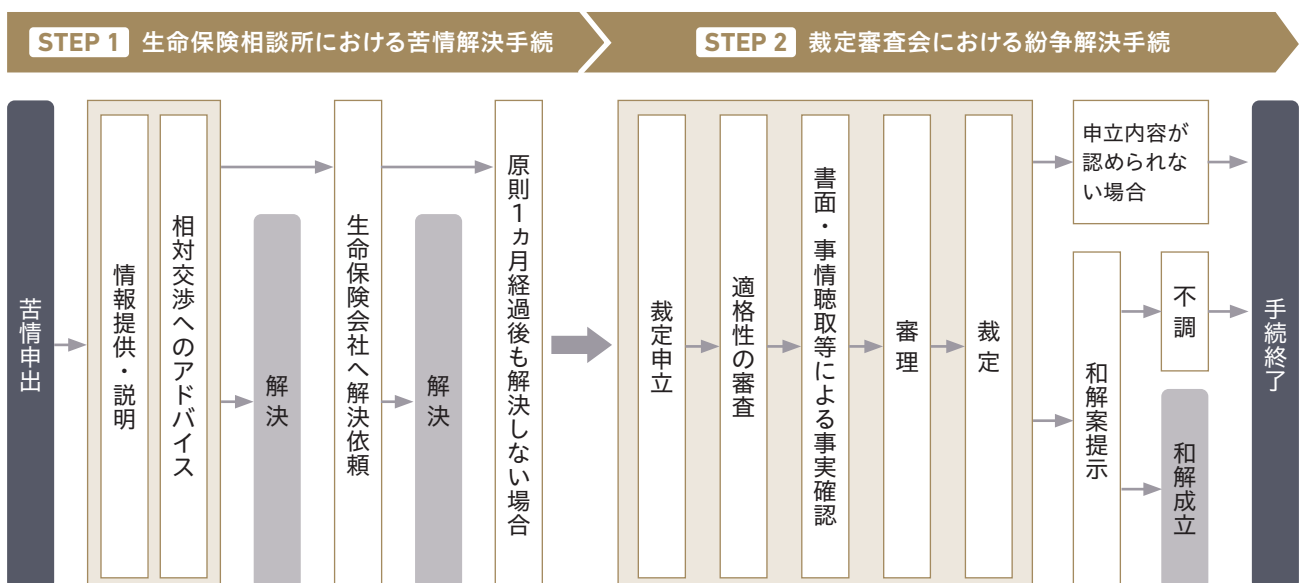 STEP 1 生命保険相談所における苦情解決手続
STEP 2 裁定審査会における紛争解決手続
苦情申出
情報提供・説明
相対交渉へのアドバイス
解決
生命保険会社へ解決依頼
解決
原則1ヵ月経過後も解決しない場合
裁定申立
適格性の審査
書面・事情聴取等による事実確認
審理
裁定
申立内容が
認められな
い場合
和解案提示
不調
和解成立
手続終了